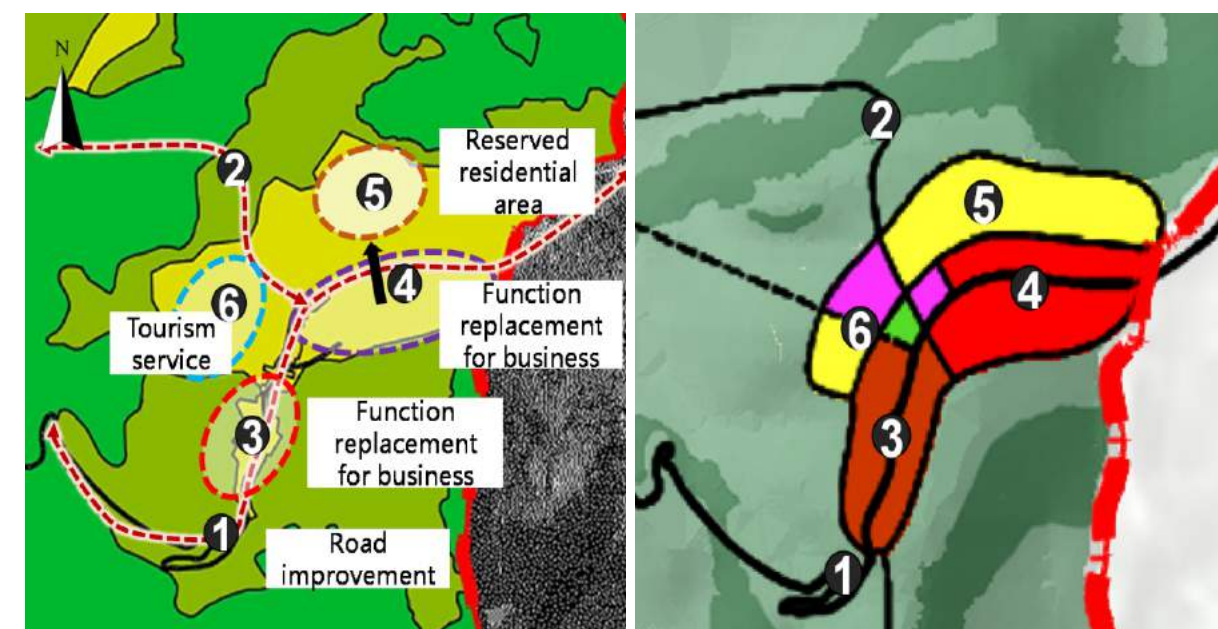 N
2
5
Reserved
residential
area
4
6
Tourism
service
Function
replacement
for business
3
Function
replacement
for business
1
Road
improvement
2
5
4
6
3
1